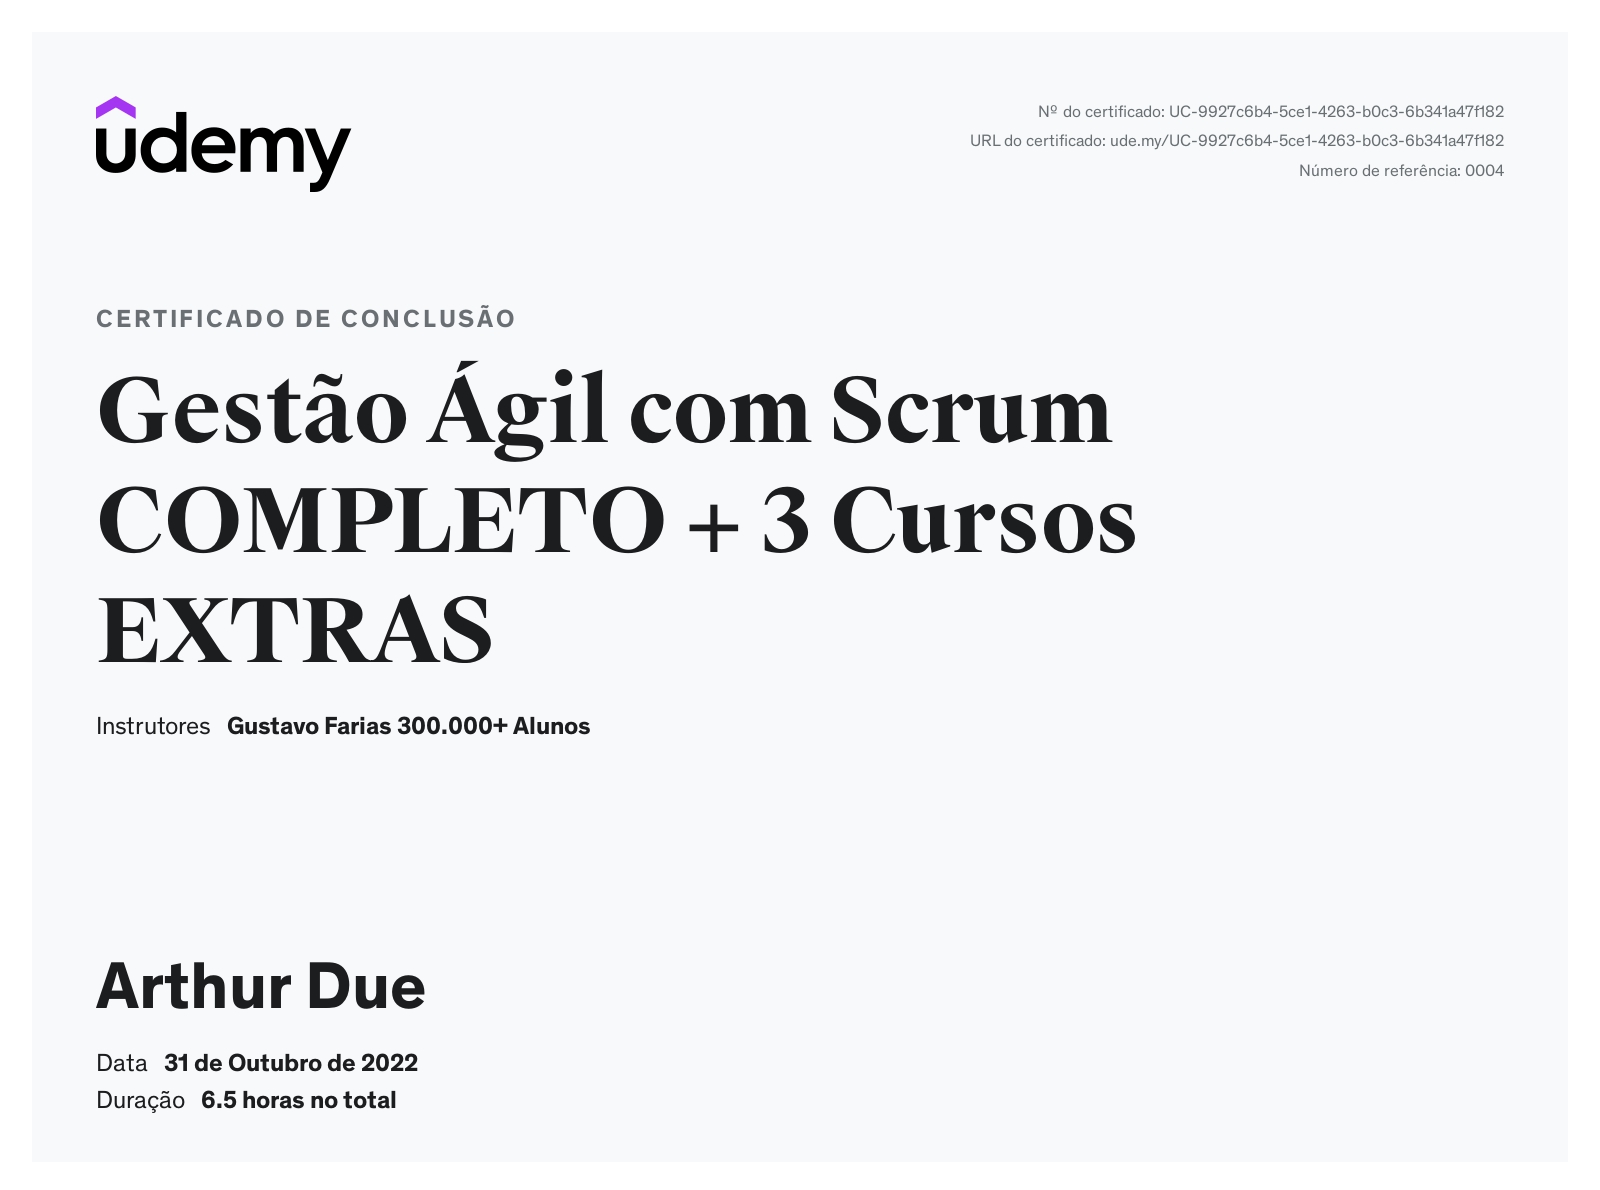 udemy
Nº do certificado: UC-9927c6b4-5ce1-4263-b0c3-6b341a47f182
URL do certificado: ude.my/UC-9927c6b4-5ce1-4263-b0c3-6b341a47f182
Número de referência: 0004
CERTIFICADO DE CONCLUSÃO
Gestão Ágil com Scrum
COMPLETO + 3 Cursos
EXTRAS
Instrutores Gustavo Farias 300.000+ Alunos
Arthur Due
Data 31 de Outubro de 2022
Duração 6.5 horas no total